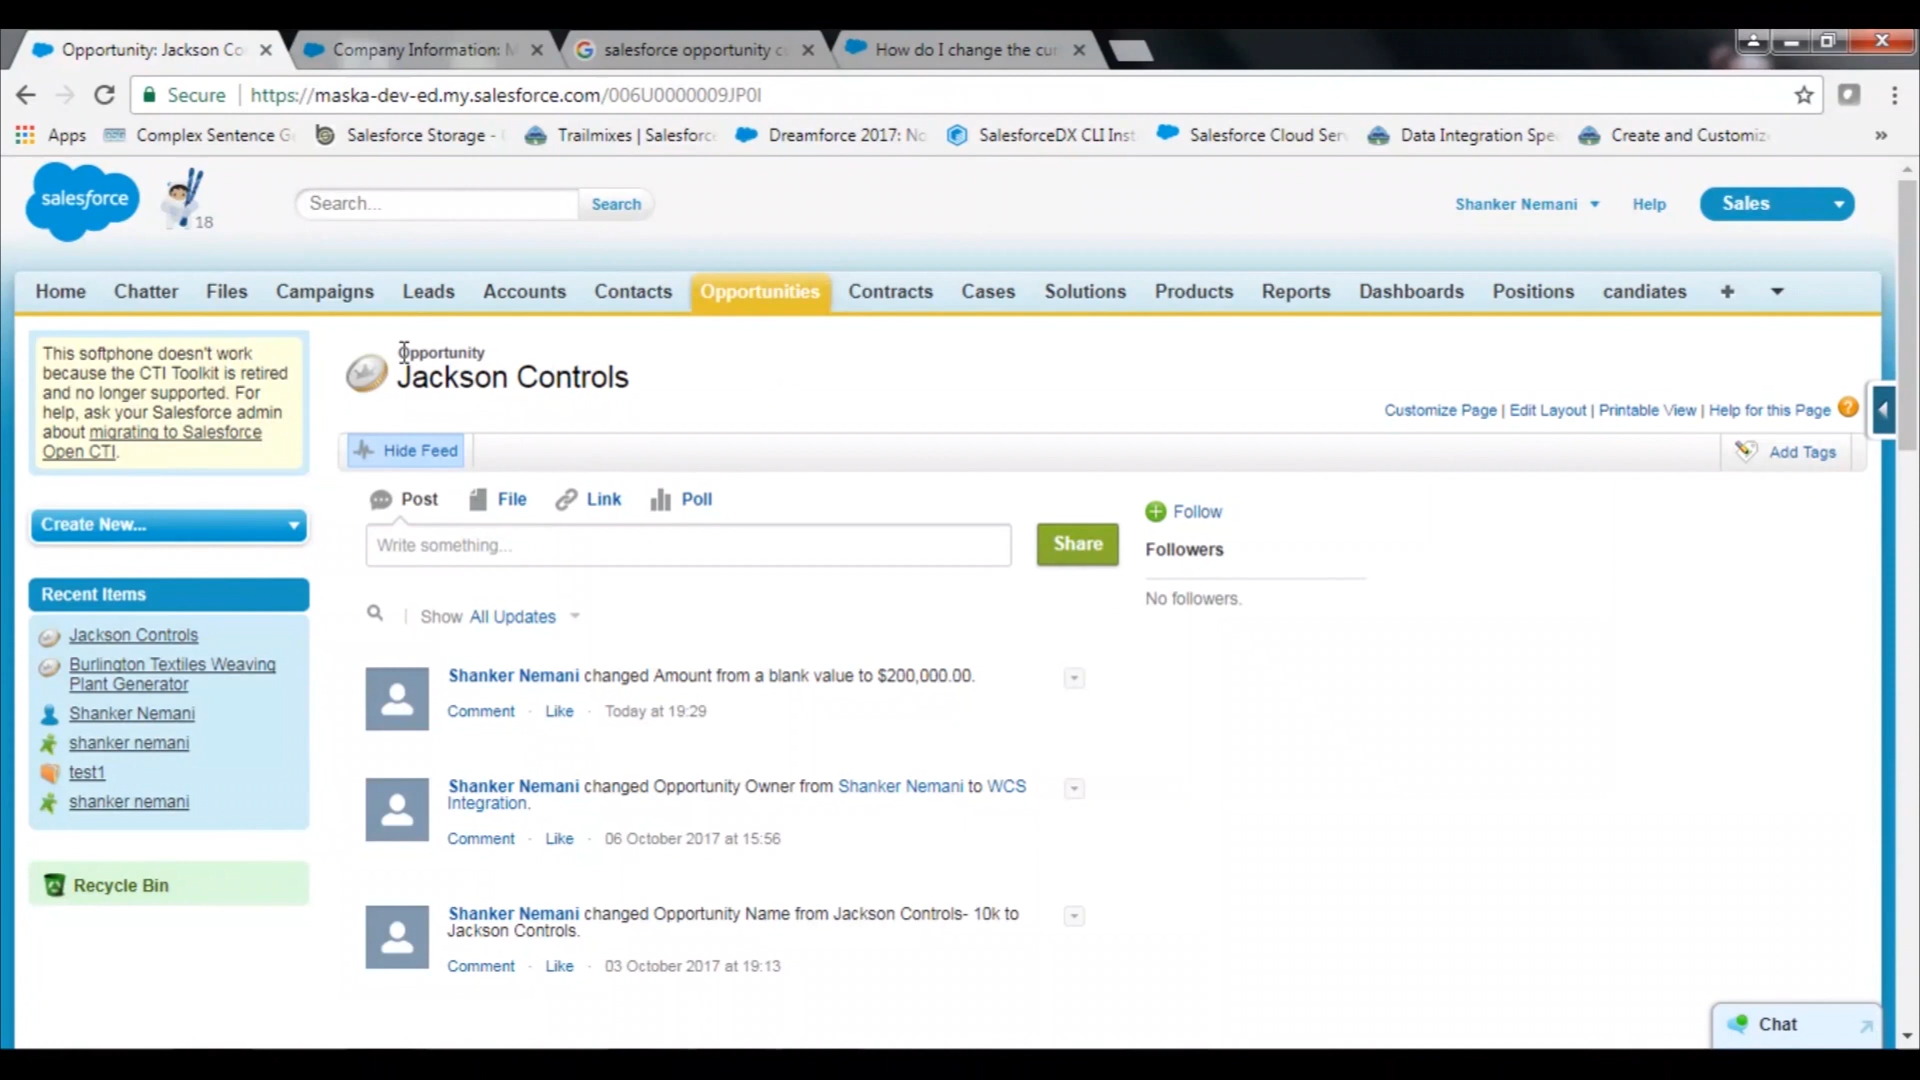 Opportunity: Jackson Co
Company Information: M
salesforce opportunity c
How do I change the cur
Secure
https://maska-dev-ed.my.salesforce.com/006U0000009JP0I
Apps
Complex Sentence G
Salesforce Storage -
Trailmixes | Salesforc
Dreamforce 2017: No
SalesforceDX CLI Inst
Salesforce Cloud Ser
Data Integration Spe
Create and Customiz
»
salesforce
18
Search...
Search
Shanker Nemani
Help
Sales
Home
Chatter
Files
Campaigns
Leads
Accounts
Contacts
Opportunities
Contracts
Cases
Solutions
Products
Reports
Dashboards
Positions
candiates
+
This softphone doesn't work
because the CTI Toolkit is retired
and no longer supported. For
help, ask your Salesforce admin
about migrating to Salesforce
Open CTI.
Create New...
Recent Items
Jackson Controls
Burlington Textiles Weaving
Plant Generator
Shanker Nemani
shanker nemani
test1
shanker nemani
Recycle Bin
Opportunity
Jackson Controls
Customize Page | Edit Layout | Printable View | Help for this Page
Hide Feed
Add Tags
Post
File
Link
Poll
Write something...
Share
Follow
Followers
No followers.
Show All Updates
Shanker Nemani changed Amount from a blank value to $200,000.00.
Comment · Like · Today at 19:29
Shanker Nemani changed Opportunity Owner from Shanker Nemani to WCS
Integration.
Comment · Like · 06 October 2017 at 15:56
Shanker Nemani changed Opportunity Name from Jackson Controls- 10k to
Jackson Controls.
Comment · Like · 03 October 2017 at 19:13
Chat